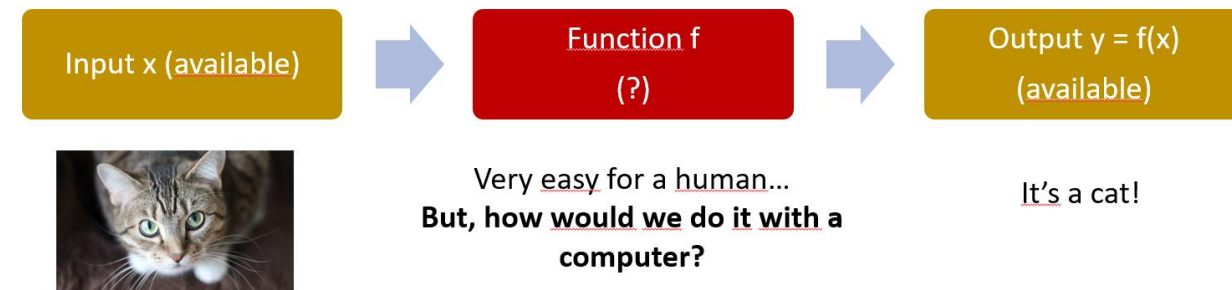 Input x (available)
Function f
(?)
Output y = f(x)
(available)
Very easy for a human...
But, how would we do it with a
computer?
It's a cat!